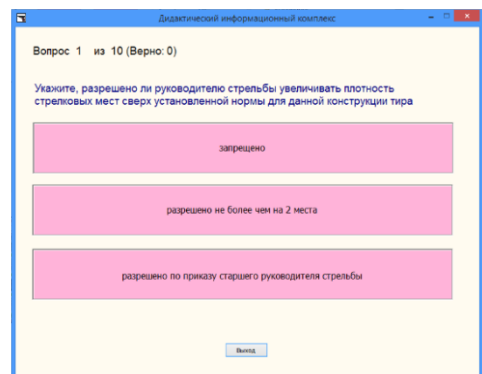 Дидактический информационный комплекс
Вопрос 1 из 10 (Верно: 0)
Укажите, разрешено ли руководителю стрельбы увеличивать плотность
стрелковых мест сверх установленной нормы для данной конструкции тира
запрещено
разрешено не более чем на 2 места
разрешено по приказу старшего руководителя стрельбы
Выход